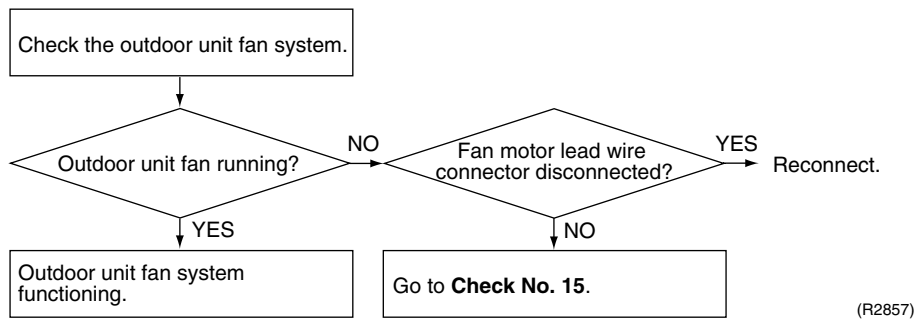 Check the outdoor unit fan system.
Outdoor unit fan running?
NO
Fan motor lead wire
connector disconnected?
YES
Reconnect.
YES
NO
Outdoor unit fan system
functioning.
Go to Check No. 15.
(R2857)